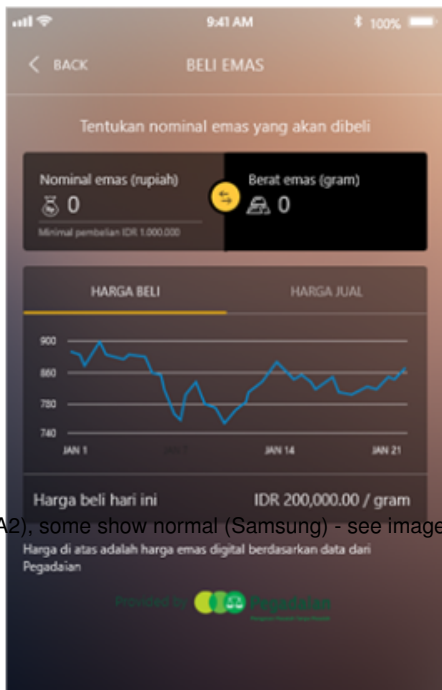 9:41 AM 100%
BACK BELI EMAS
Tentukan nominal emas yang akan dibeli
Nominal emas (rupiah) Berat emas (gram)
0 0
Minimal pembelian IDR 1.000.000
HARGA BELI HARGA JUAL
900
860
780
740
JAN 1 JAN 14 JAN 21
Harga beli hari ini IDR 200,000.00 / gram
A2), some show normal (Samsung) - see image
Harga di atas adalah harga emas digital berdasarkan data dari
Pegadaian
Provided by Pegadaian